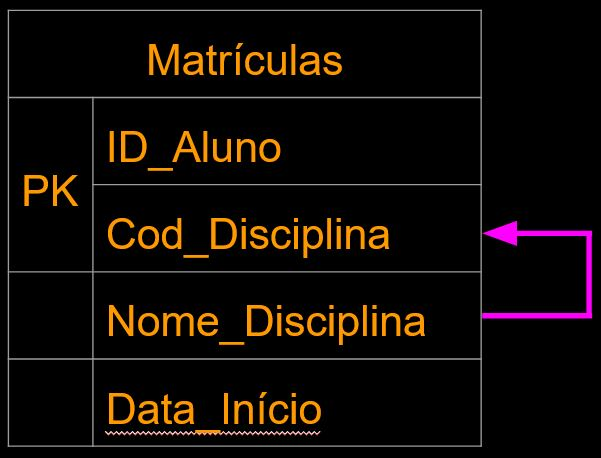 Matrículas
ID_Aluno
PK
Cod_Disciplina
Nome_Disciplina
Data_Início